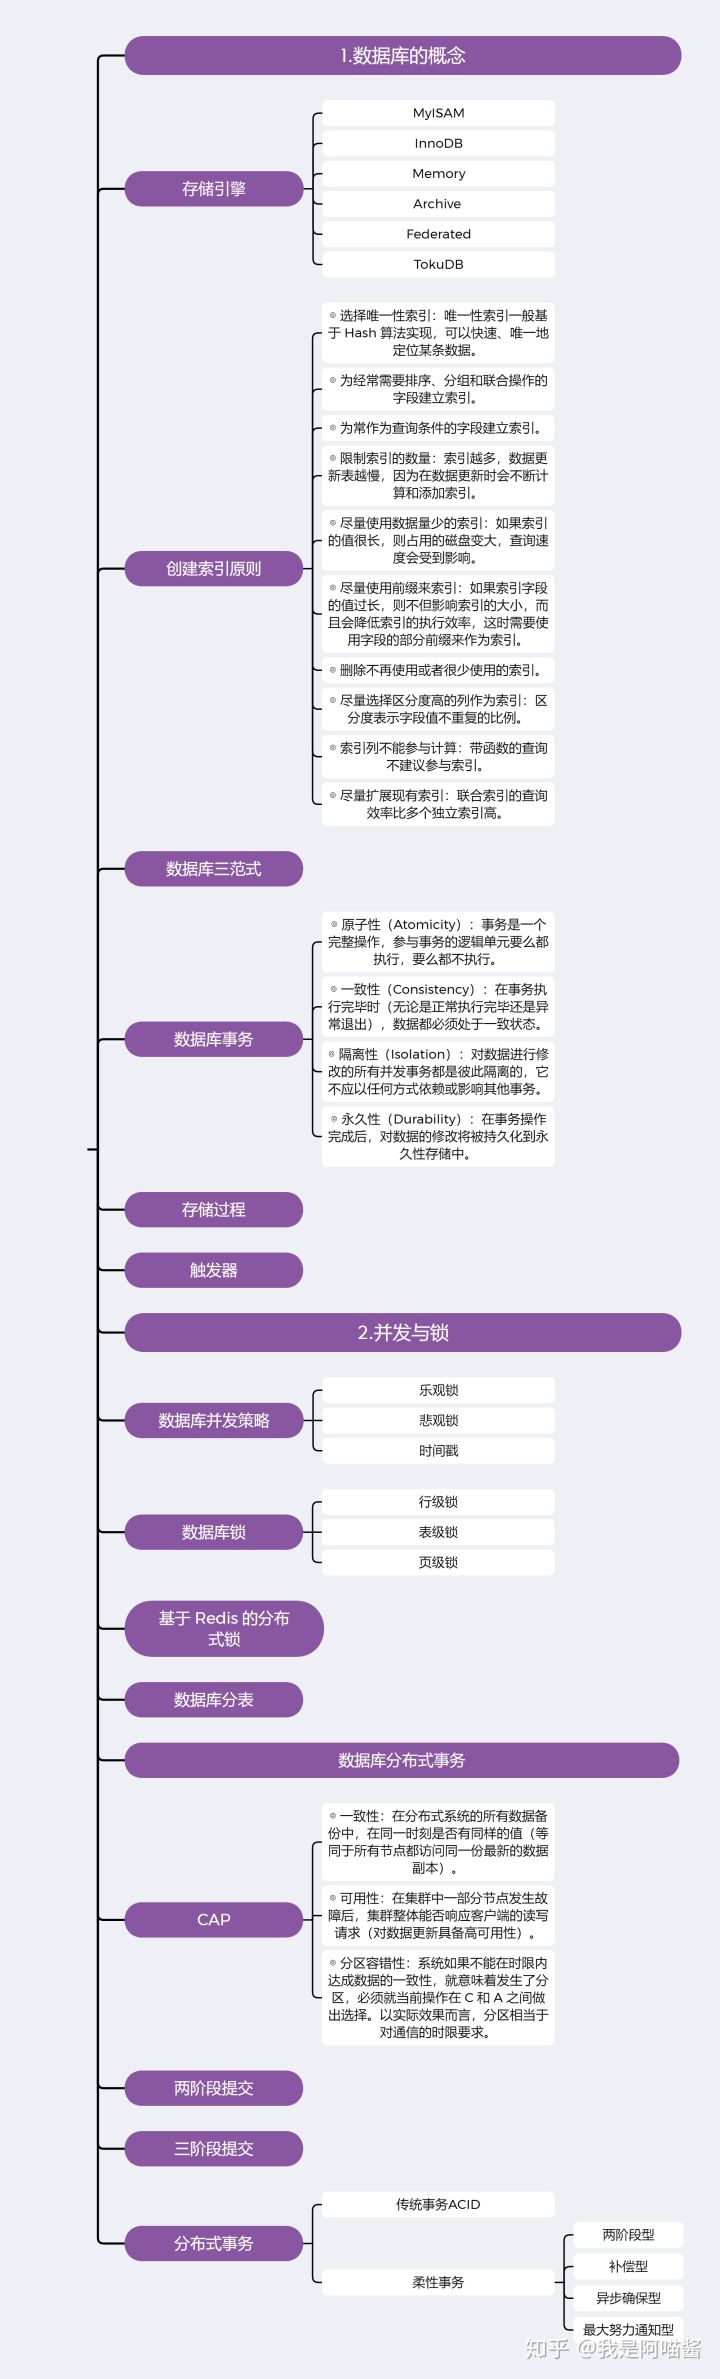 1.数据库的概念
存储引擎
MyISAM
InnoDB
Memory
Archive
Federated
TokuDB
创建索引原则
◎ 选择唯一性索引：唯一性索引一般基
于 Hash 算法实现，可以快速、唯一地
定位某条数据。
◎ 为经常需要排序、分组和联合操作的
字段建立索引。
◎ 为常作为查询条件的字段建立索引。
◎ 限制索引的数量：索引越多，数据更
新表越慢，因为在数据更新时会不断计
算和添加索引。
◎ 尽量使用数据量少的索引：如果索引
的值很长，则占用的磁盘变大，查询速
度会受到影响。
◎ 尽量使用前缀来索引：如果索引字段
的值过长，则不但影响索引的大小，而
且会降低索引的执行效率，这时需要使
用字段的部分前缀来作为索引。
◎ 删除不再使用或者很少使用的索引。
◎ 尽量选择区分度高的列作为索引：区
分度表示字段值不重复的比例。
◎ 索引列不能参与计算：带函数的查询
不建议参与索引。
◎ 尽量扩展现有索引：联合索引的查询
效率比多个独立索引高。
数据库三范式
数据库事务
◎ 原子性（Atomicity）：事务是一个
完整操作，参与事务的逻辑单元要么都
执行，要么都不执行。
◎ 一致性（Consistency）：在事务执
行完毕时（无论是正常执行完毕还是异
常退出），数据都必须处于一致状态。
◎ 隔离性（Isolation）：对数据进行修
改的所有并发事务都是彼此隔离的，它
不应以任何方式依赖或影响其他事务。
◎ 永久性（Durability）：在事务操作
完成后，对数据的修改将被持久化到永
久性存储中。
存储过程
触发器
2.并发与锁
数据库并发策略
乐观锁
悲观锁
时间戳
数据库锁
行级锁
表级锁
页级锁
基于 Redis 的分布
式锁
数据库分表
数据库分布式事务
CAP
◎ 一致性：在分布式系统的所有数据备
份中，在同一时刻是否有同样的值（等
同于所有节点都访问同一份最新的数据
副本）。
◎ 可用性：在集群中一部分节点发生故
障后，集群整体能否响应客户端的读写
请求（对数据更新具备高可用性）。
◎ 分区容错性：系统如果不能在时限内
达成数据的一致性，就意味着发生了分
区，必须就当前操作在 C 和 A 之间做
出选择。以实际效果而言，分区相当于
对通信的时限要求。
两阶段提交
三阶段提交
分布式事务
传统事务ACID
柔性事务
两阶段型
补偿型
异步确保型
最大努力通知型
知乎 @我是阿喵酱